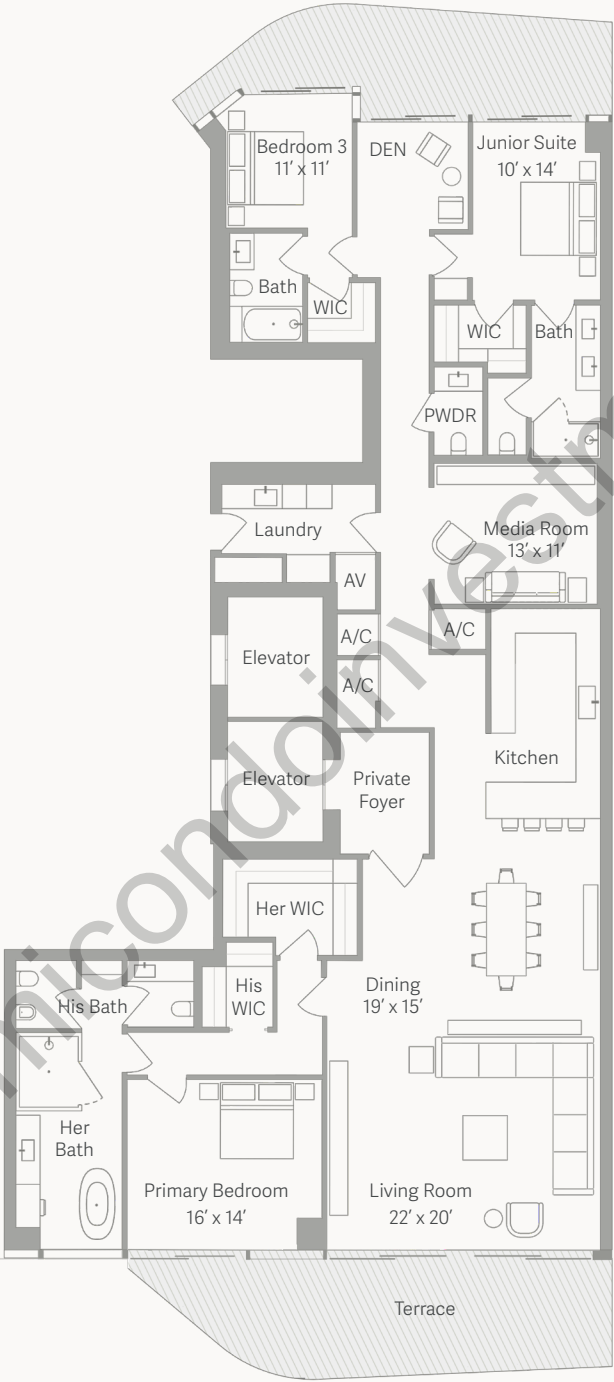 Bedroom 3
11’ x 11’
DEN
Junior Suite
10’ x 14’
Bath
WIC
WIC
Bath
PWDR
Laundry
Media Room
13’ x 11’
AV
A/C
A/C
A/C
Elevator
Elevator
Private
Foyer
Kitchen
Her WIC
His
WIC
His Bath
Dining
19’ x 15’
Her
Bath
Primary Bedroom
16’ x 14’
Living Room
22’ x 20’
Terrace
micondoinvestm